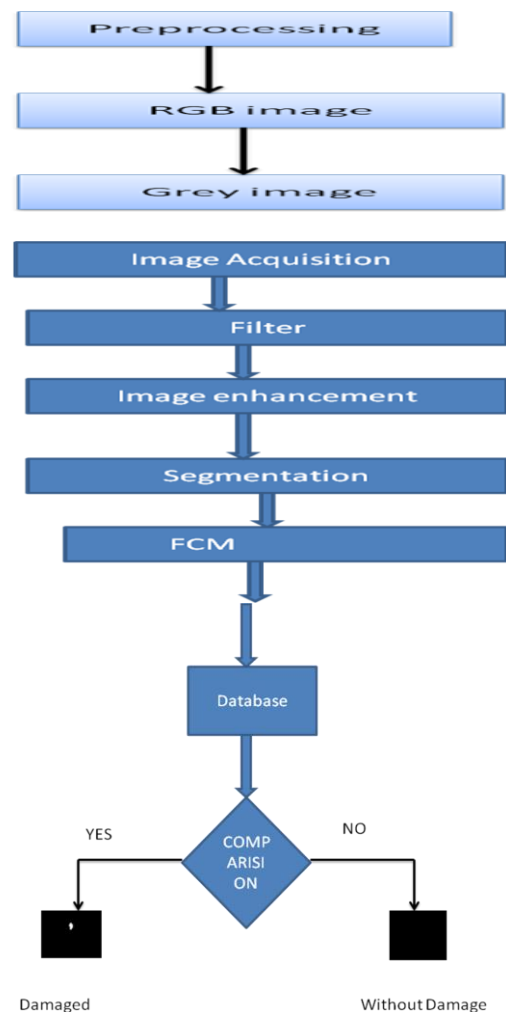 Preprocessing
RGB image
Grey image
Image Acquisition
Filter
Image enhancement
Segmentation
FCM
Database
COMP
ARISI
ON
YES
NO
Damaged
Without Damage